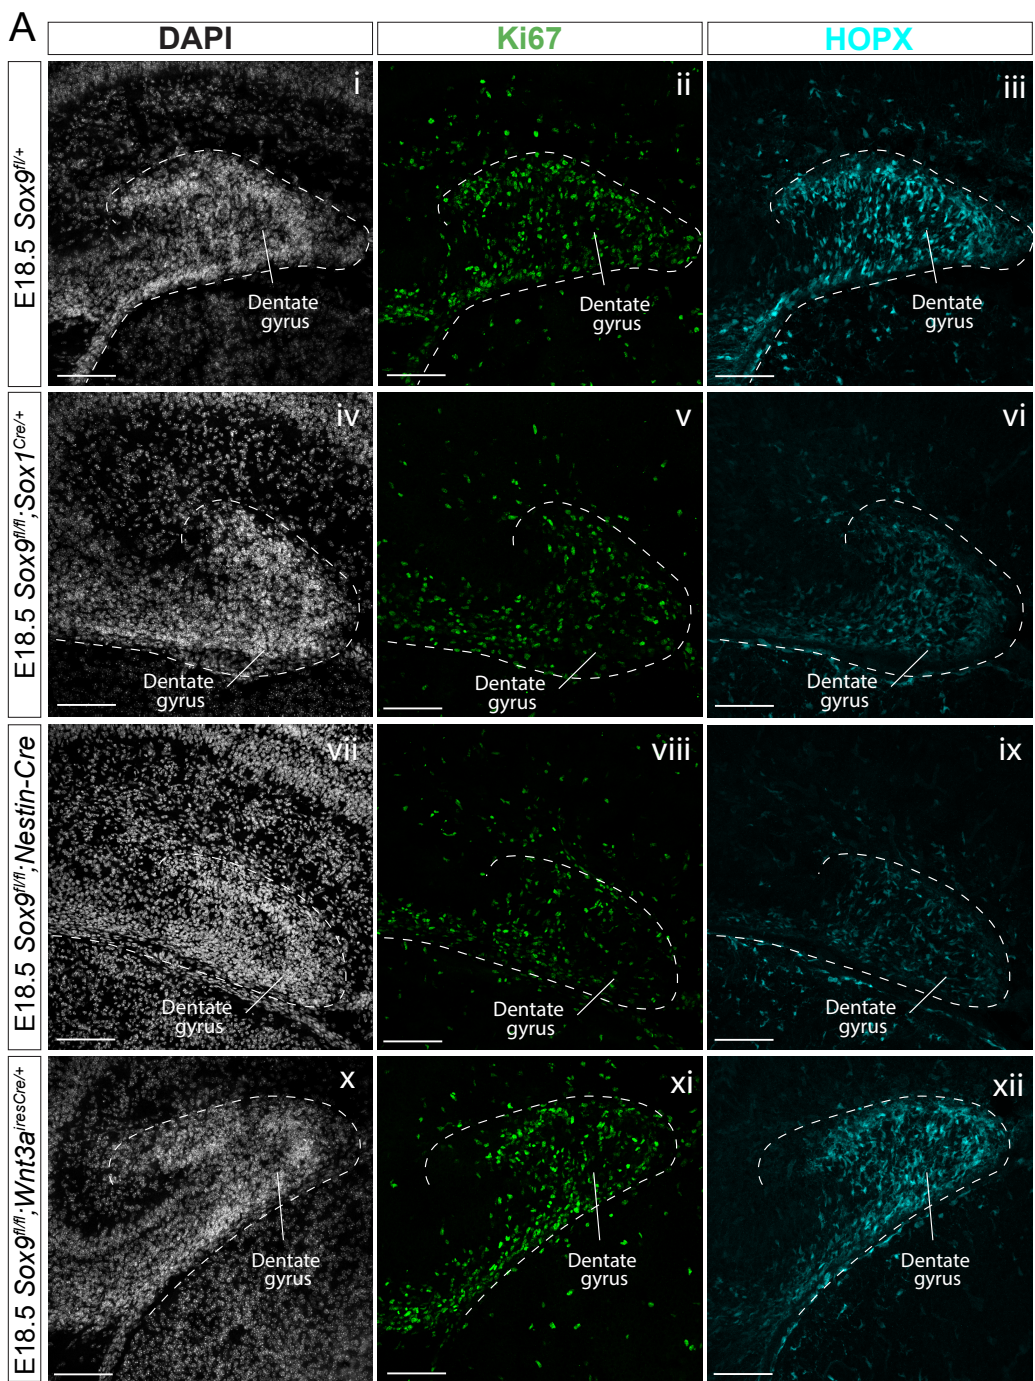 A
DAPI
Ki67
HOPX
E18.5 Sox9fl/+
i
Dentate
gyrus
ii
Dentate
gyrus
iii
Dentate
gyrus
E18.5 Sox9fl/fl;Sox1Cre/+
iv
Dentate
gyrus
v
Dentate
gyrus
vi
Dentate
gyrus
E18.5 Sox9fl/fl;Nestin-Cre
vii
Dentate
gyrus
viii
Dentate
gyrus
ix
Dentate
gyrus
E18.5 Sox9fl/fl;Wnt3airesCre/+
x
Dentate
gyrus
xi
Dentate
gyrus
xii
Dentate
gyrus